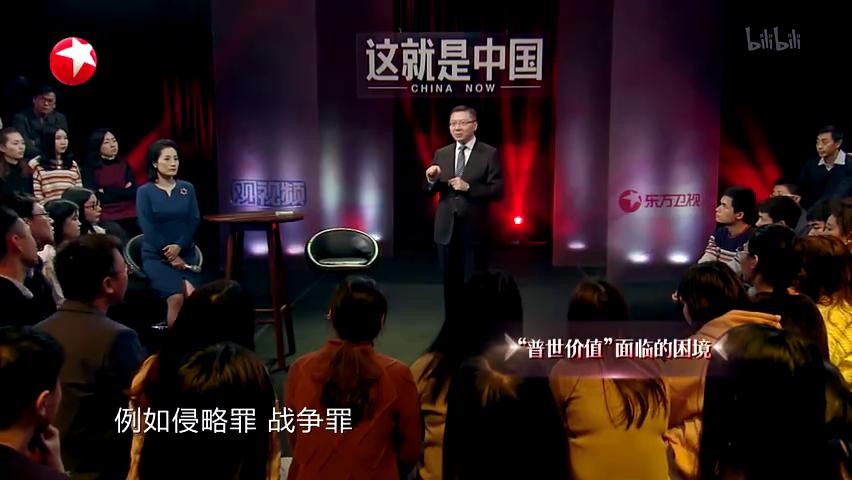 bilibili
这就是中国
CHINA NOW
观视频
东方卫视
“普世价值”面临的困境
例如侵略罪 战争罪